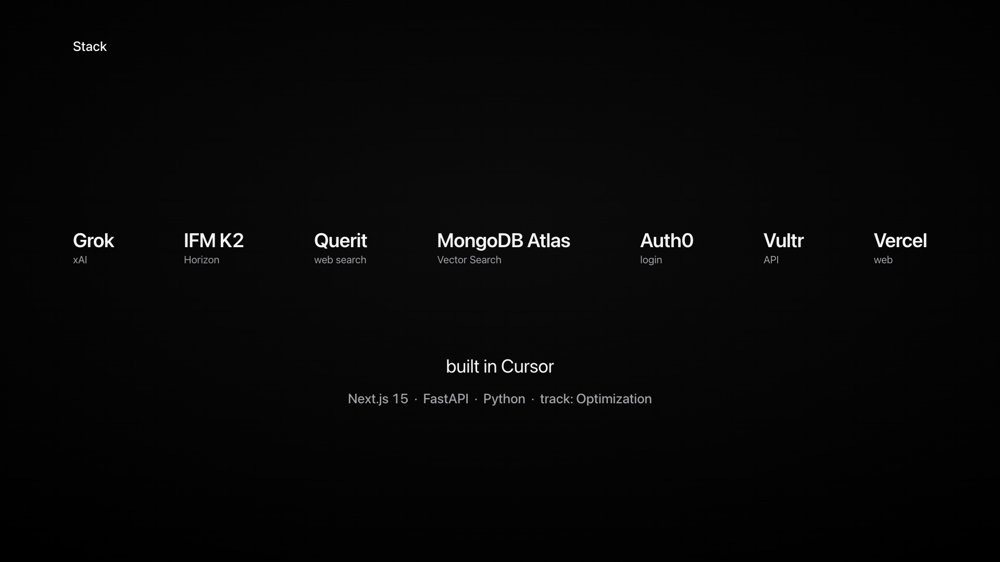 Stack
Grok IFM K2 Querit MongoDB Atlas Auth0 Vultr Vercel
xAI Horizon web search Vector Search login API web
built in Cursor
Next.js 15 · FastAPI · Python · track: Optimization